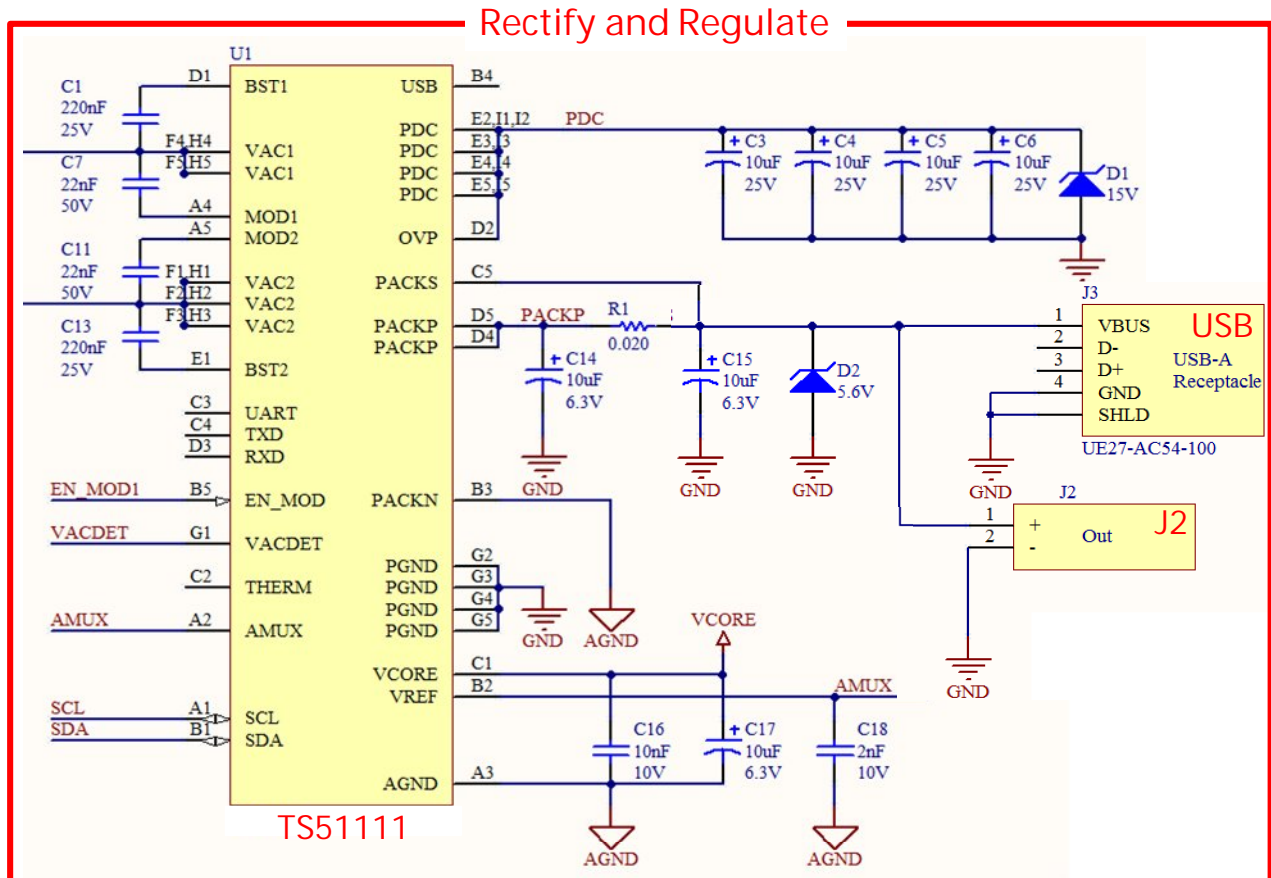 Rectify and Regulate
U1
C1
220nF
25V
C7
22nF
50V
C11
22nF
50V
C13
220nF
25V
D1 BST1
F4,H4 VAC1
F5,H5 VAC1
A4 MOD1
A5 MOD2
F1,H1 VAC2
F2,H2 VAC2
F3,H3 VAC2
E1 BST2
C3 UART
C4 TXD
D3 RXD
EN_MOD1 B5 EN_MOD
VACDET G1 VACDET
C2 THERM
AMUX A2 AMUX
SCL A1 SCL
SDA B1 SDA
USB B4
PDC E2,I1,I2 PDC
PDC E3,I3
PDC E4,I4
PDC E5,I5
OVP D2
PACKS C5
PACKP D5 PACKP
PACKP D4
PACKN B3
PGND G2
PGND G3
PGND G4
PGND G5
VCORE C1
VREF B2 AMUX
AGND A3
TS51111
+ C3
10uF
25V
+ C4
10uF
25V
+ C5
10uF
25V
+ C6
10uF
25V
D1
15V
R1
0.020
+ C14
10uF
6.3V
GND
+ C15
10uF
6.3V
GND
D2
5.6V
GND
J3
1 VBUS USB
2 D-
3 D+
4 GND
SHLD
USB-A
Receptacle
UE27-AC54-100
GND
J2
1 +
2 -
Out
J2
GND
GND
AGND
VCORE
C16
10nF
10V
+ C17
10uF
6.3V
C18
2nF
10V
AGND
AGND